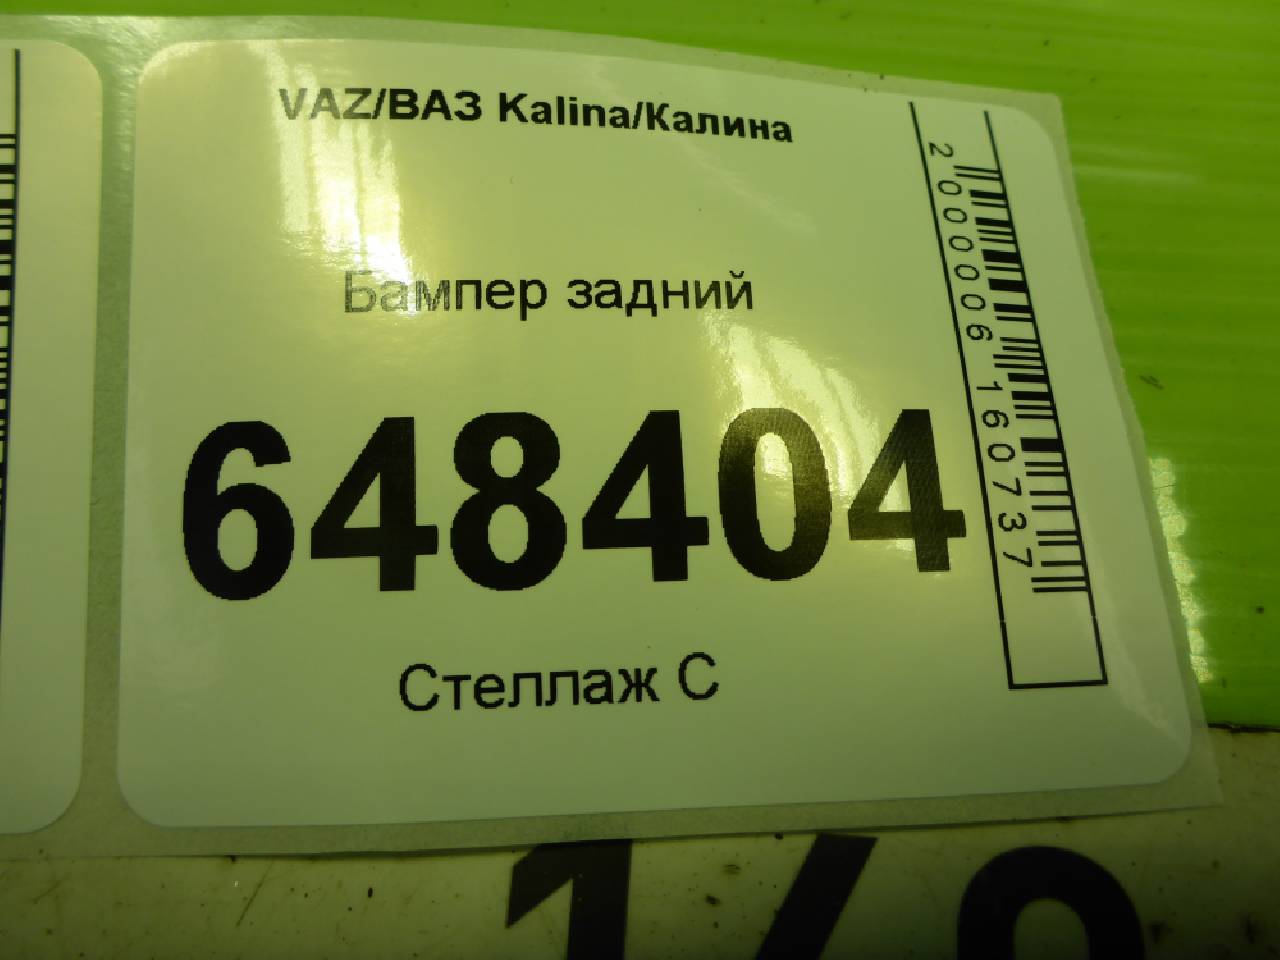 VAZ/ВАЗ Kalina/Калина
Бампер задний
648404
Стеллаж С
2000006160737